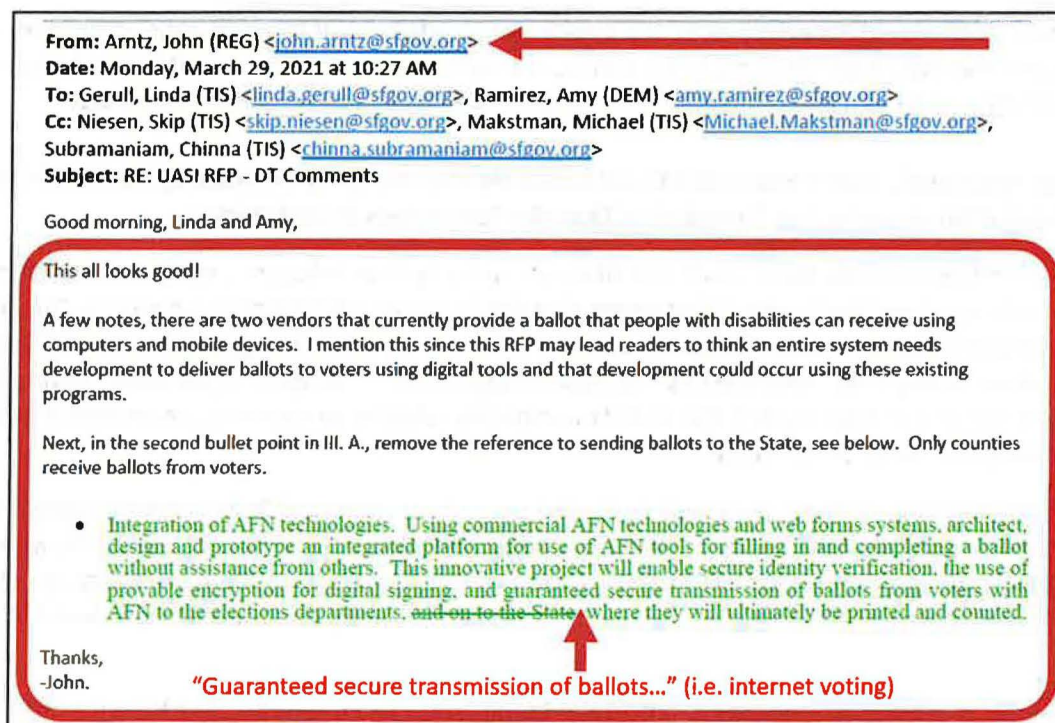 From: Arntz, John (REG) <john.arntz@sfgov.org>
Date: Monday, March 29, 2021 at 10:27 AM
To: Gerull, Linda (TIS) <linda.gerull@sfgov.org>, Ramirez, Amy (DEM) <amy.ramirez@sfgov.org>
Cc: Niesen, Skip (TIS) <skip.niesen@sfgov.org>, Makstman, Michael (TIS) <Michael.Makstman@sfgov.org>,
Subramaniam, Chinna (TIS) <chinna.subramaniam@sfgov.org>
Subject: RE: UASI RFP - DT Comments
Good morning, Linda and Amy,
This all looks good!
A few notes, there are two vendors that currently provide a ballot that people with disabilities can receive using
computers and mobile devices. I mention this since this RFP may lead readers to think an entire system needs
development to deliver ballots to voters using digital tools and that development could occur using these existing
programs.
Next, in the second bullet point in III. A., remove the reference to sending ballots to the State, see below. Only counties
receive ballots from voters.
• Integration of AFN technologies. Using commercial AFN technologies and web forms systems, architect,
design and prototype an integrated platform for use of AFN tools for filling in and completing a ballot
without assistance from others. This innovative project will enable secure identity verification, the use of
provable encryption for digital signing, and guaranteed secure transmission of ballots from voters with
AFN to the elections departments, and on to the State, where they will ultimately be printed and counted.
Thanks,
-John.
"Guaranteed secure transmission of ballots..." (i.e. internet voting)